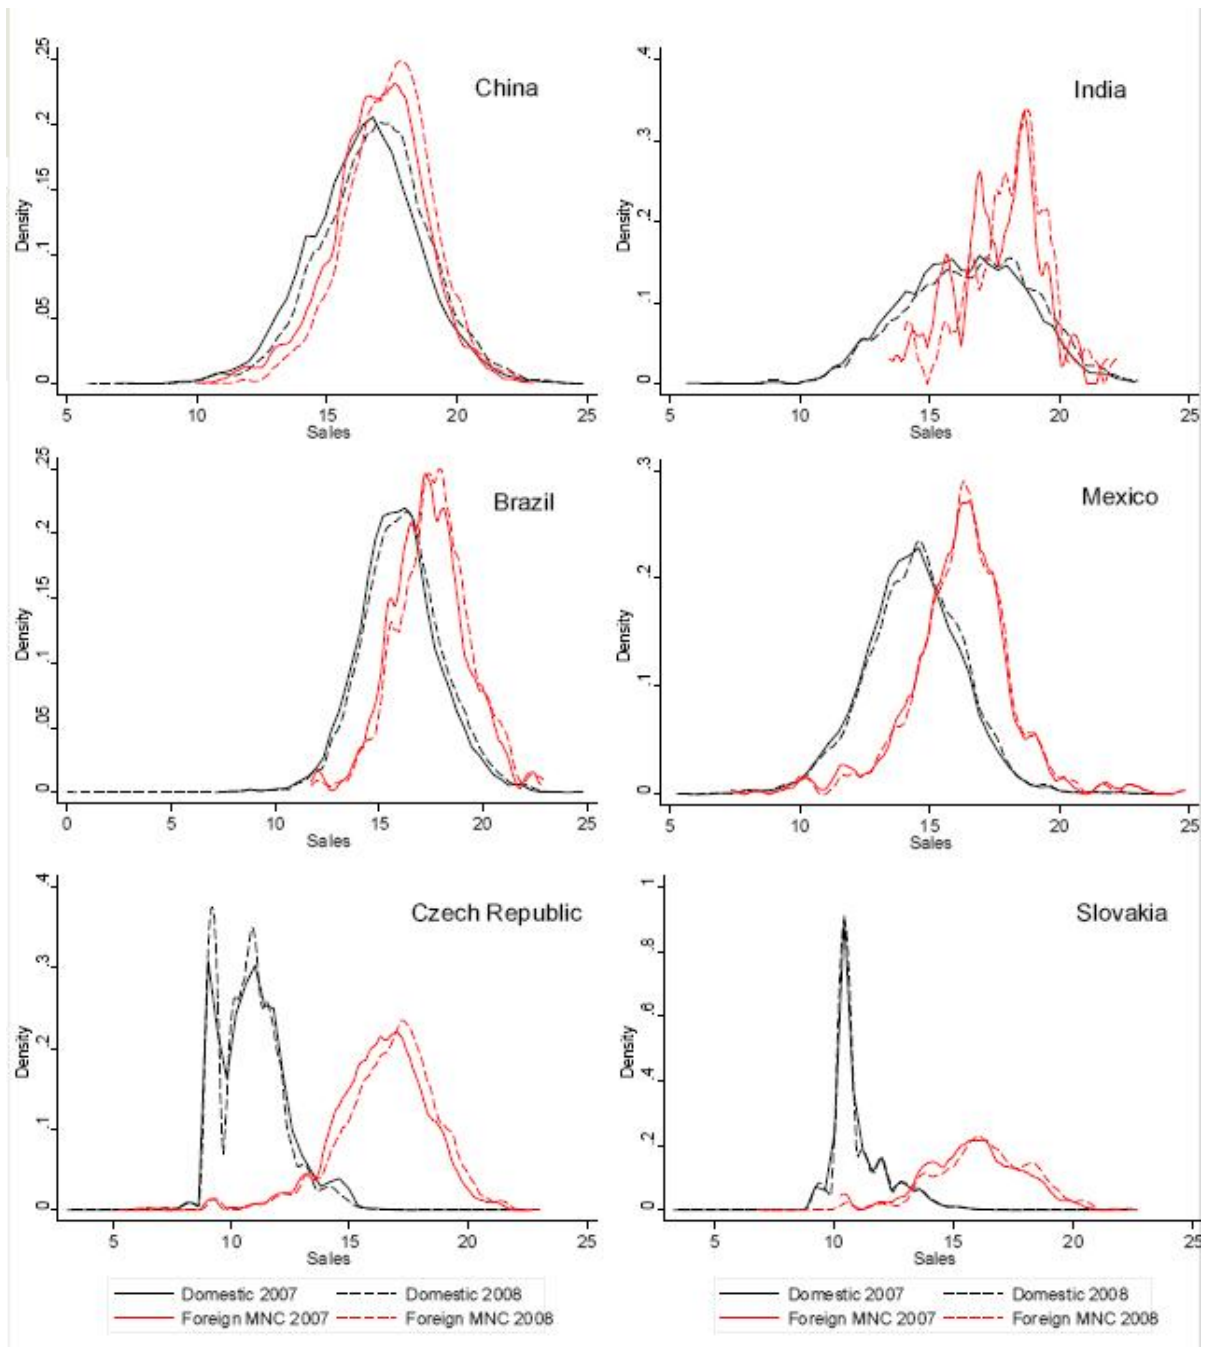 China
Density
0 .05 .1 .15 .2 .25
5 10 15 20 25
Sales
India
Density
0 .1 .2 .3 .4
5 10 15 20 25
Sales
Brazil
Density
0 .05 .1 .15 .2 .25
0 5 10 15 20 25
Sales
Mexico
Density
0 .1 .2 .3
5 10 15 20 25
Sales
Czech Republic
Density
0 .1 .2 .3 .4
5 10 15 20 25
Sales
Slovakia
Density
0 .2 .4 .6 .8 1
5 10 15 20 25
Sales
Domestic 2007 Domestic 2008
Foreign MNC 2007 Foreign MNC 2008
Domestic 2007 Domestic 2008
Foreign MNC 2007 Foreign MNC 2008